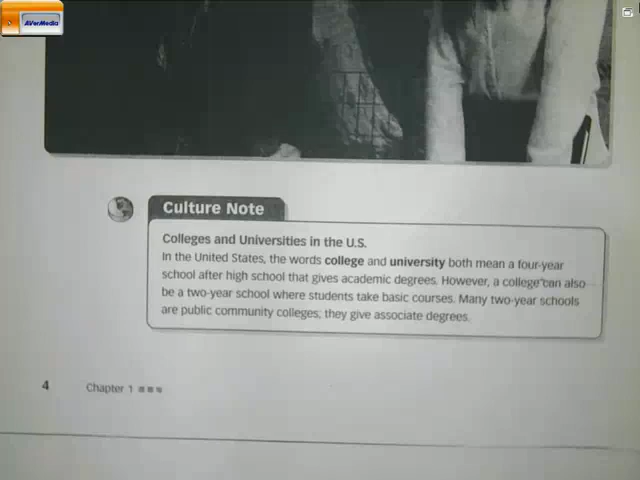 AVerMedia
Culture Note
Colleges and Universities in the U.S.
In the United States, the words college and university both mean a four-year
school after high school that gives academic degrees. However, a college can also
be a two-year school where students take basic courses. Many two-year schools
are public community colleges; they give associate degrees.
4 Chapter 1